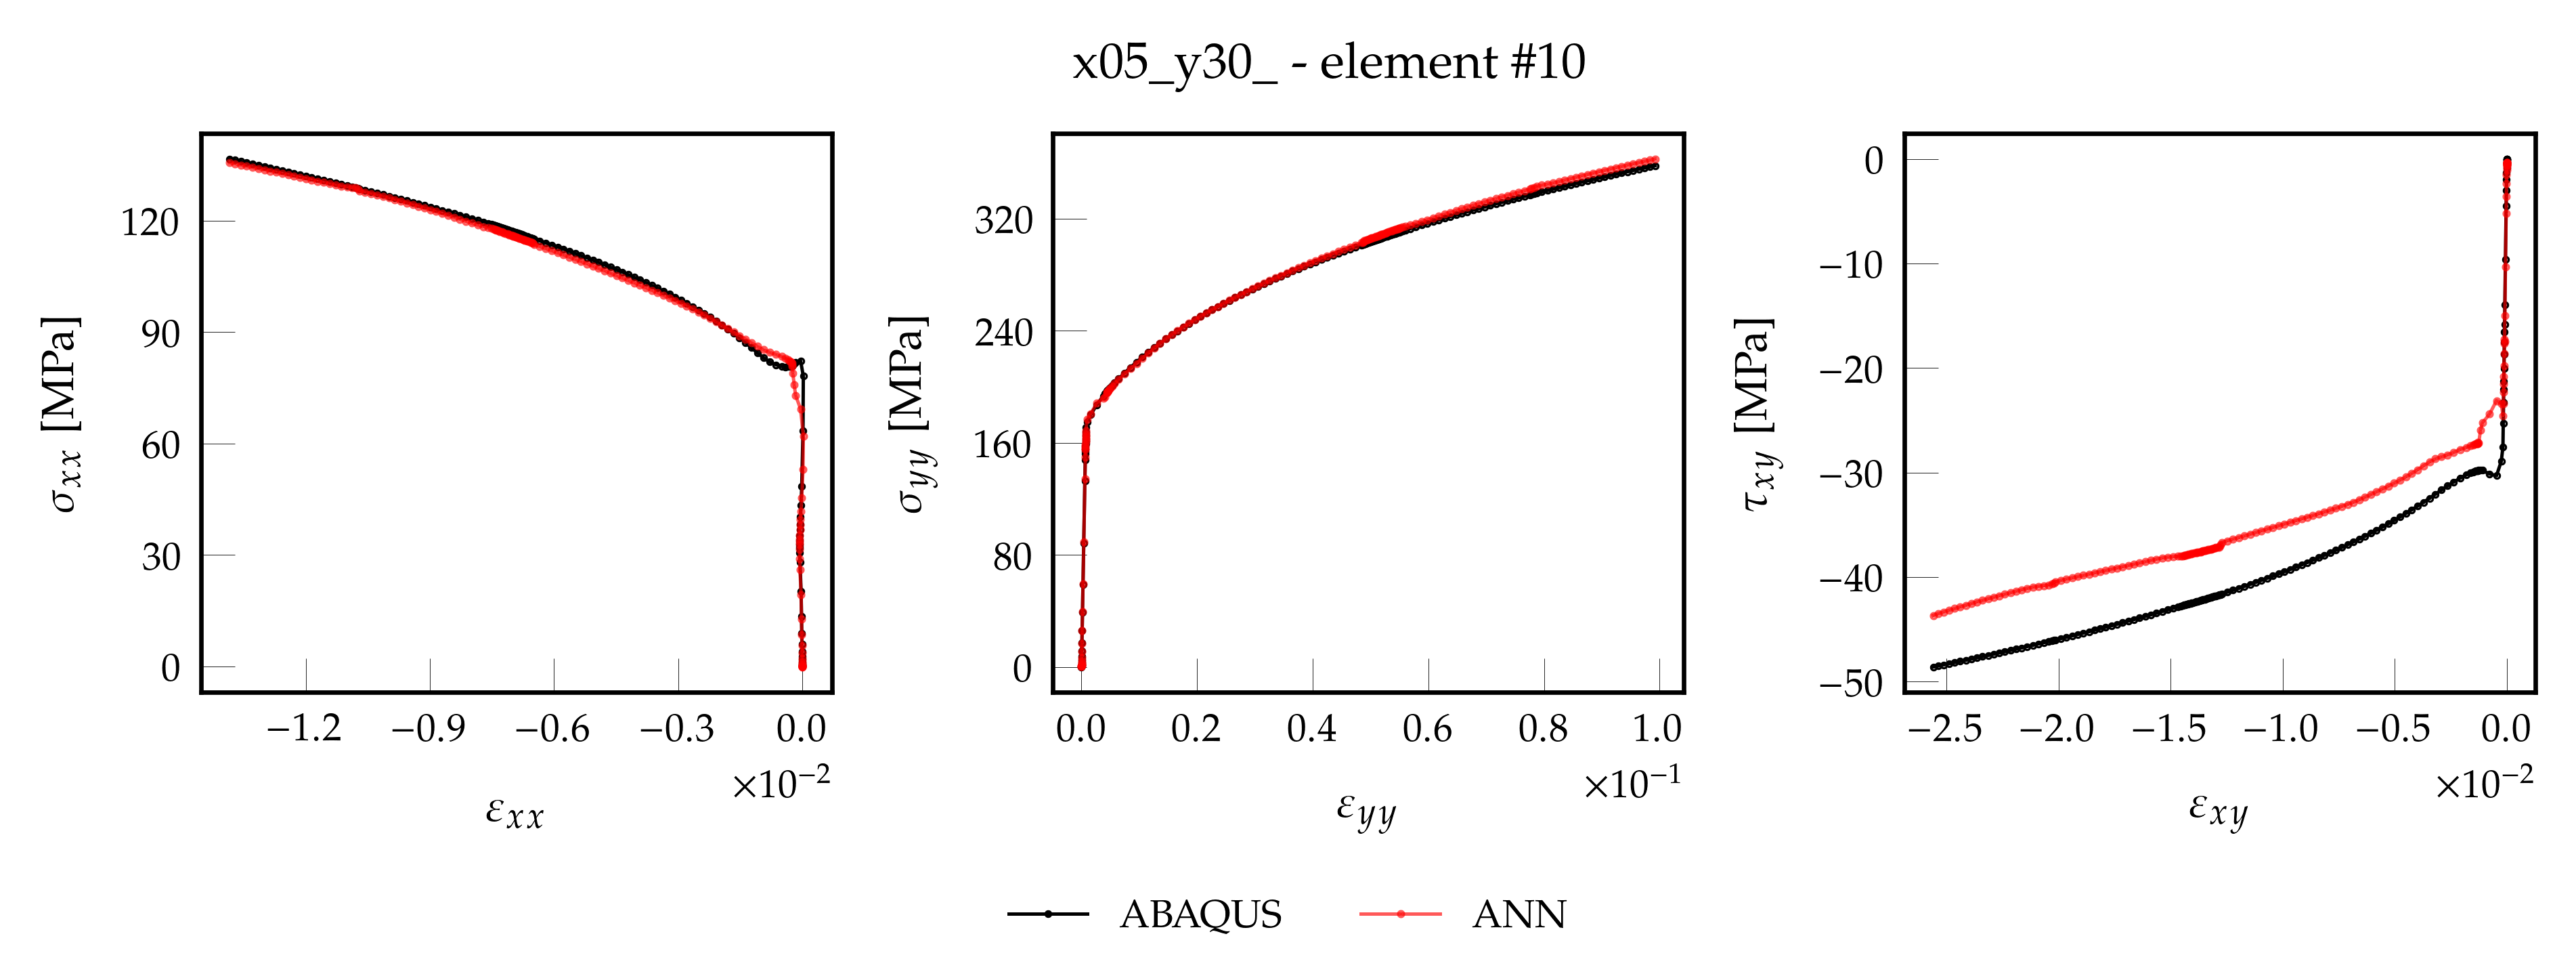 x05_y30_ - element #10
σxx [MPa]
120
90
60
30
0
−1.2 −0.9 −0.6 −0.3 0.0
×10−2
εxx
σyy [MPa]
320
240
160
80
0
0.0 0.2 0.4 0.6 0.8 1.0
×10−1
εyy
τxy [MPa]
0
−10
−20
−30
−40
−50
−2.5 −2.0 −1.5 −1.0 −0.5 0.0
×10−2
εxy
ABAQUS ANN